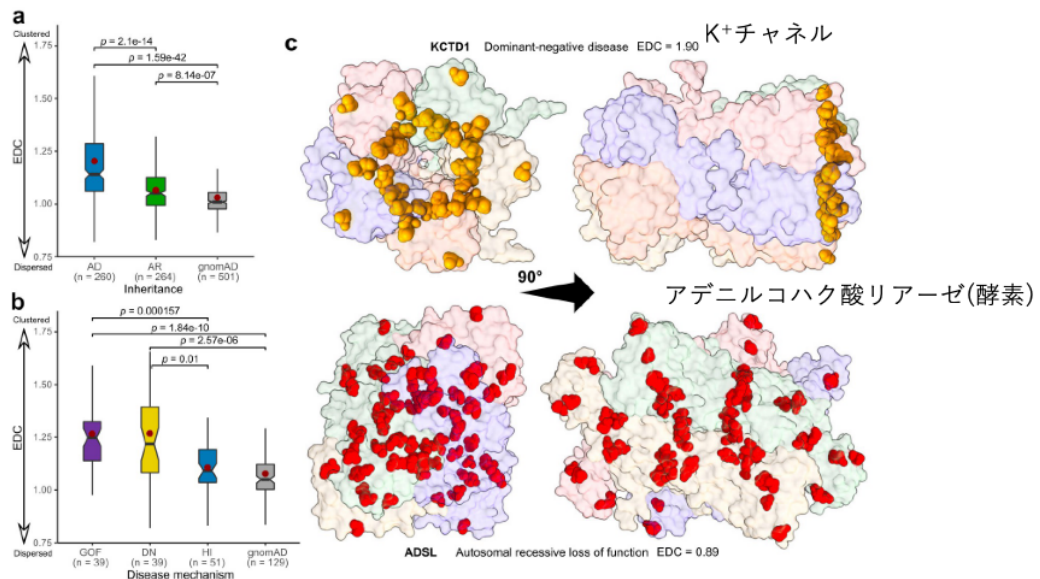 a
Clustered
1.75
1.50
1.25
1.00
0.75
Dispersed
EDC
p = 2.1e-14
p = 1.59e-42
p = 8.14e-07
AD
(n = 260)
AR
(n = 264)
gnomAD
(n = 501)
Inheritance
b
Clustered
1.75
1.50
1.25
1.00
0.75
Dispersed
EDC
p = 0.000157
p = 1.84e-10
p = 2.57e-06
p = 0.01
GOF
(n = 39)
DN
(n = 39)
HI
(n = 51)
gnomAD
(n = 129)
Disease mechanism
c
KCTD1 Dominant-negative disease EDC = 1.90
K⁺チャネル
90°
アデニルコハク酸リアーゼ(酵素)
ADSL Autosomal recessive loss of function EDC = 0.89